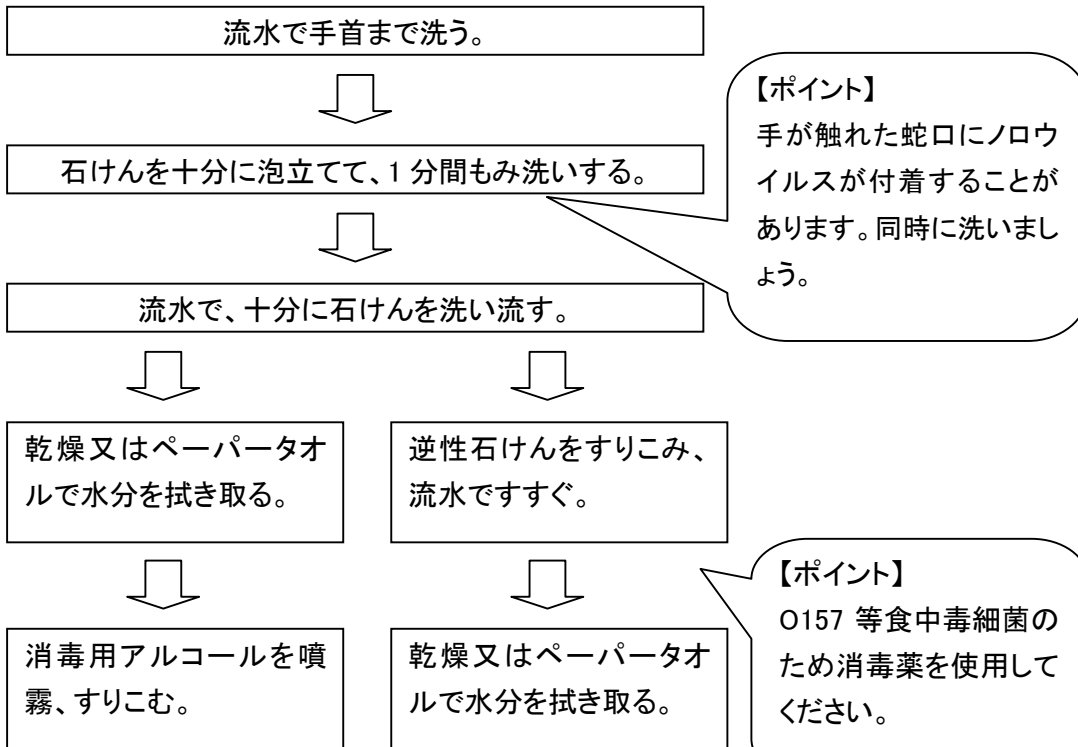 流水で手首まで洗う。
【ポイント】
手が触れた蛇口にノロウ
イルスが付着することが
あります。同時に洗いまし
ょう。
石けんを十分に泡立てて、1分間もみ洗いする。
流水で、十分に石けんを洗い流す。
乾燥又はペーパータオ
ルで水分を拭き取る。
逆性石けんをすりこみ、
流水ですすぐ。
消毒用アルコールを噴
霧、すりこむ。
乾燥又はペーパータオ
ルで水分を拭き取る。
【ポイント】
O157 等食中毒細菌の
ため消毒薬を使用して
ください。